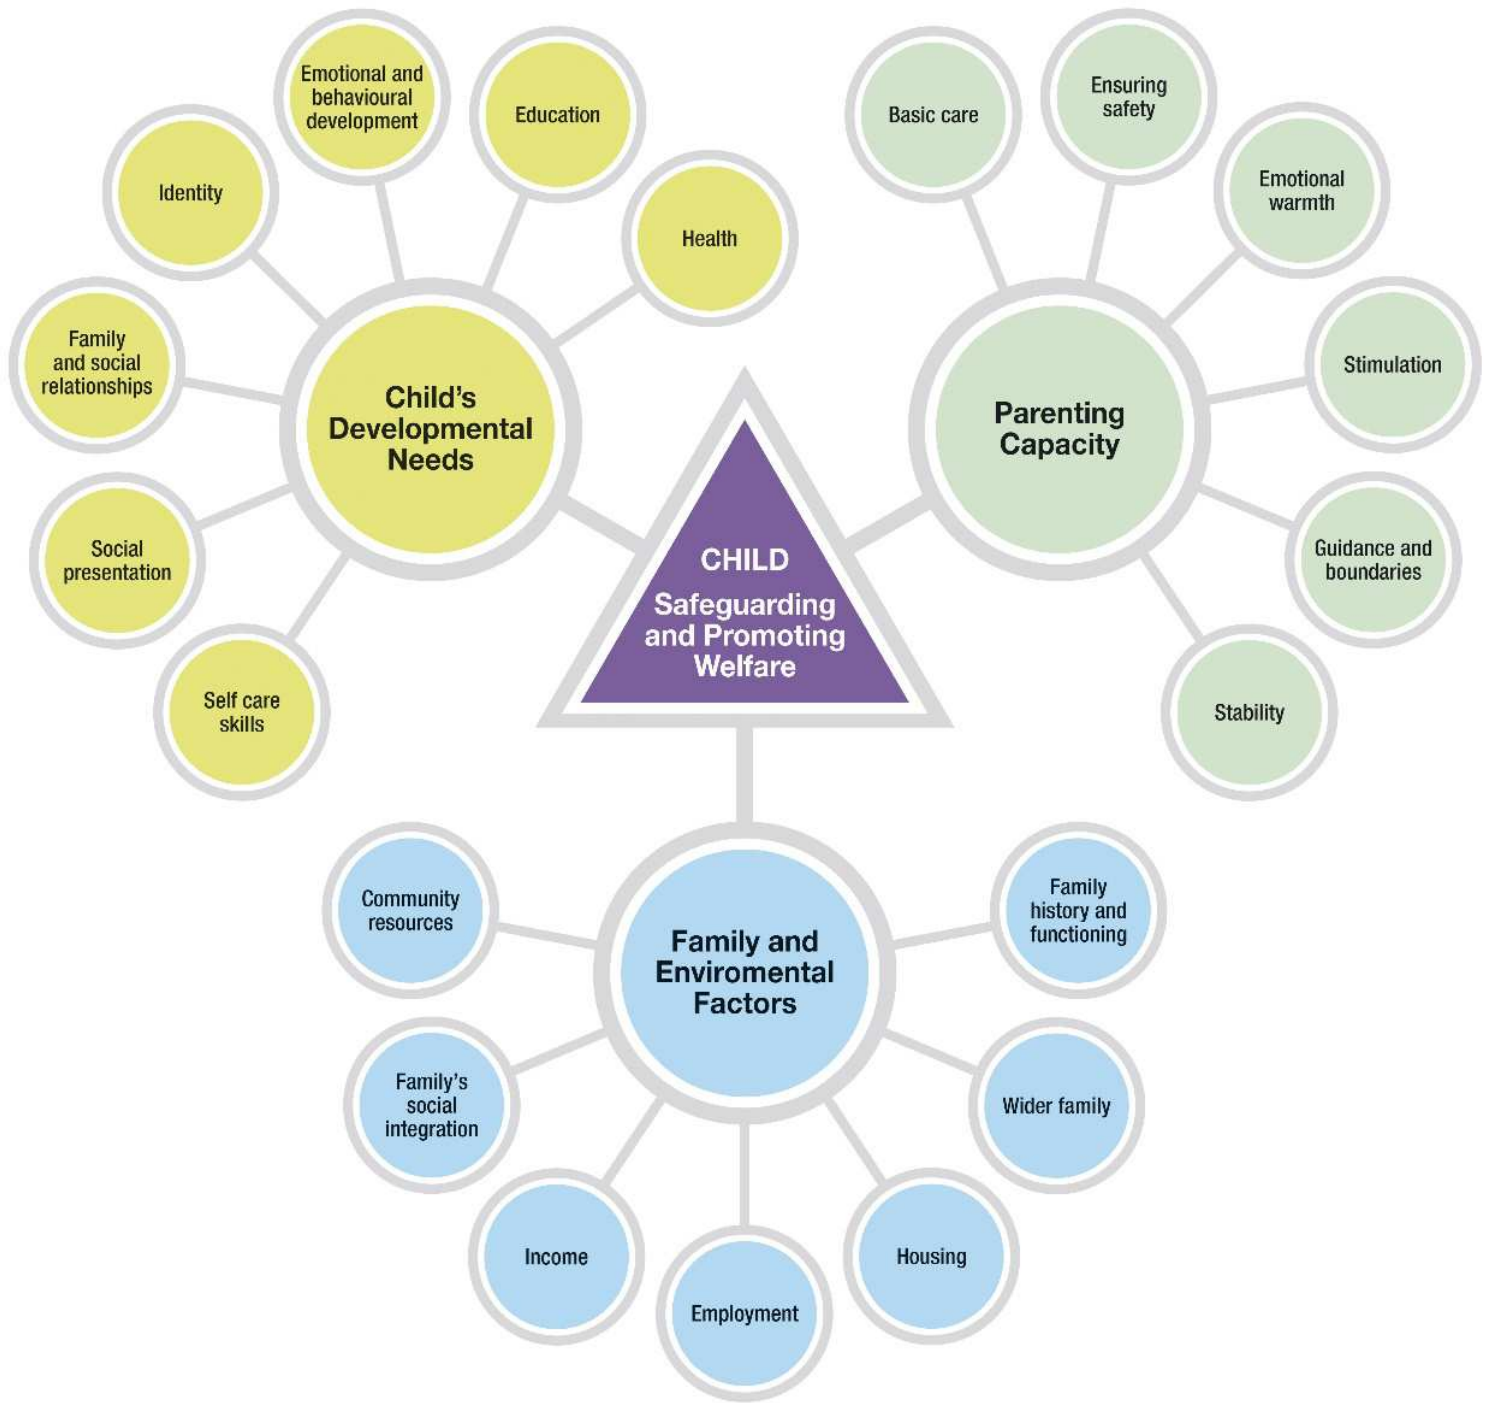 Emotional and
behavioural
development
Education
Identity
Health
Family
and social
relationships
Child’s
Developmental
Needs
Social
presentation
Self care
skills
Basic care
Ensuring
safety
Emotional
warmth
Stimulation
Parenting
Capacity
Guidance and
boundaries
Stability
CHILD
Safeguarding
and Promoting
Welfare
Community
resources
Family and
Enviromental
Factors
Family
history and
functioning
Family’s
social
integration
Wider family
Income
Employment
Housing